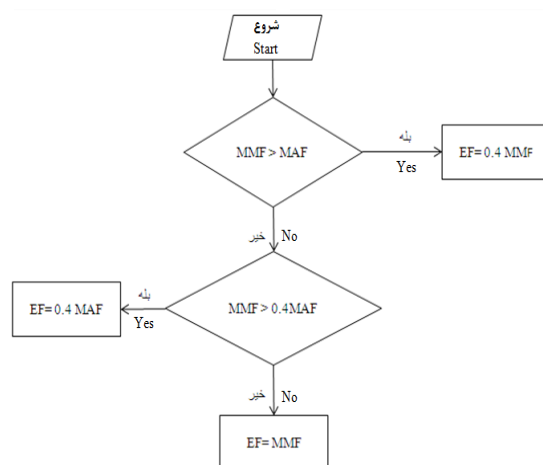 شروع
Start
MMF > MAF
بله
Yes
EF= 0.4 MMF
خیر No
MMF > 0.4MAF
بله
Yes
EF= 0.4 MAF
خیر No
EF= MMF